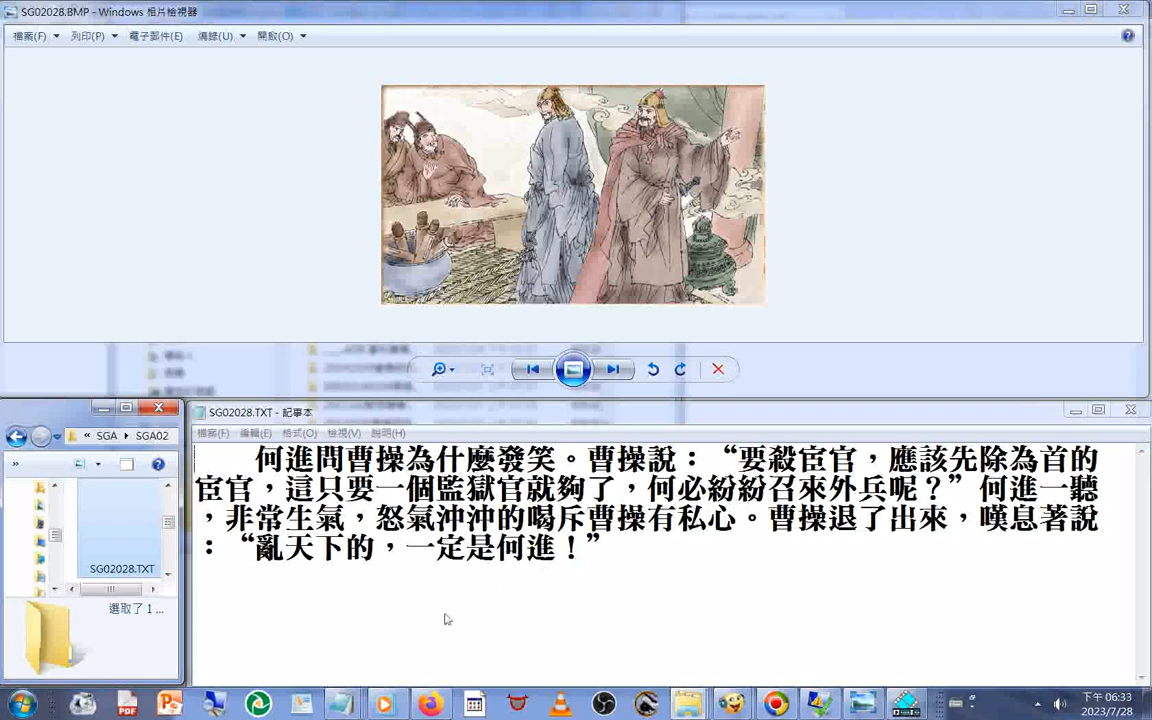 SG02028.BMP - Windows 相片檢視器
檔案(F) 列印(P) 電子郵件(E) 燒錄(U) 開啟(O)
SGA SGA02
SG02028.TXT
選取了 1 ...
SG02028.TXT - 記事本
檔案(F) 編輯(E) 格式(O) 檢視(V) 說明(H)
何進問曹操為什麼發笑。曹操說：“要殺宦官，應該先除為首的
宦官，這只要一個監獄官就夠了，何必紛紛召來外兵呢？”何進一聽
，非常生氣，怒氣沖沖的喝斥曹操有私心。曹操退了出來，嘆息著說
：“亂天下的，一定是何進！”
下午 06:33
2023/7/28